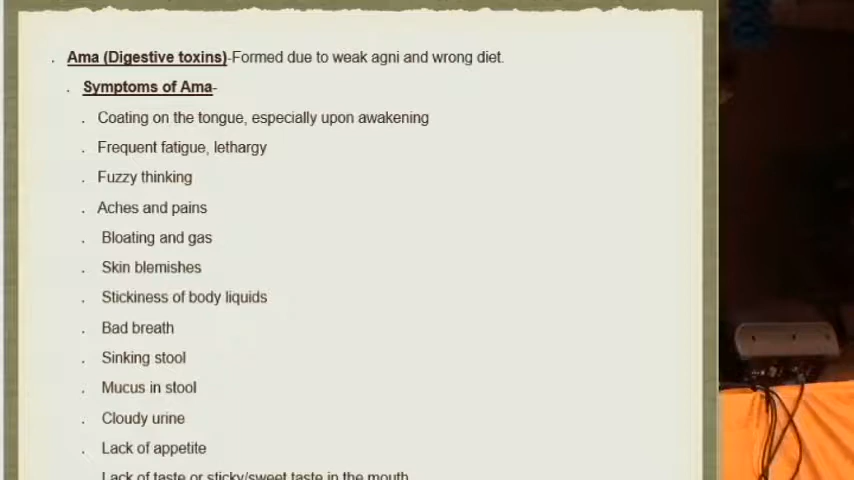 . Ama (Digestive toxins)-Formed due to weak agni and wrong diet.
. Symptoms of Ama-
. Coating on the tongue, especially upon awakening
. Frequent fatigue, lethargy
. Fuzzy thinking
. Aches and pains
. Bloating and gas
. Skin blemishes
. Stickiness of body liquids
. Bad breath
. Sinking stool
. Mucus in stool
. Cloudy urine
. Lack of appetite
Lack of taste or sticky/sweet taste in the mouth